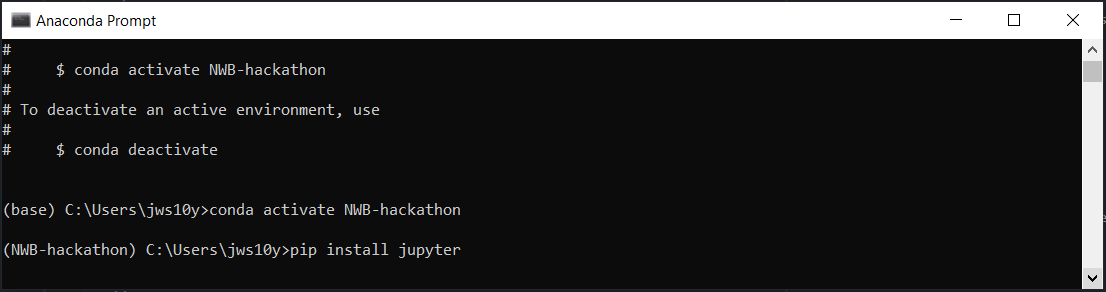 Anaconda Prompt
#
#     $ conda activate NWB-hackathon
#
# To deactivate an active environment, use
#
#     $ conda deactivate
(base) C:\Users\jws10y>conda activate NWB-hackathon
(NWB-hackathon) C:\Users\jws10y>pip install jupyter